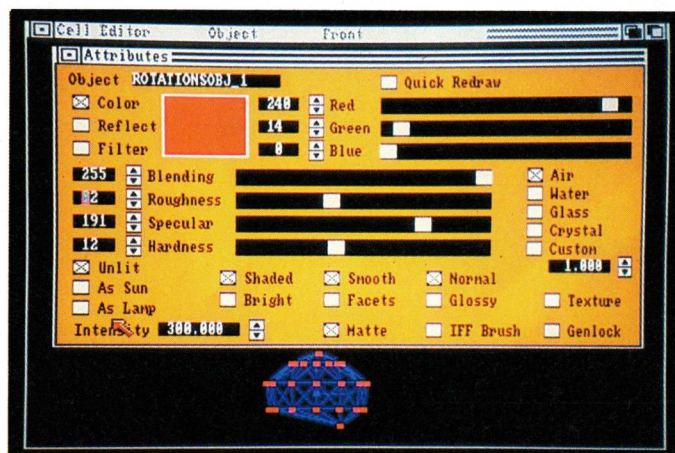 Cell Editor Object Front
Attributes
Object ROTATIONSOBJ_1 Quick Redraw
Color 240 Red
Reflect 14 Green
Filter 0 Blue
255 Blending Air
82 Roughness Water
191 Specular Glass
12 Hardness Crystal
Custom
Unlit 1.000
As Sun Shaded Smooth Normal
As Lamp Bright Facets Glossy Texture
Intensity 300.000 Matte IFF Brush Genlock